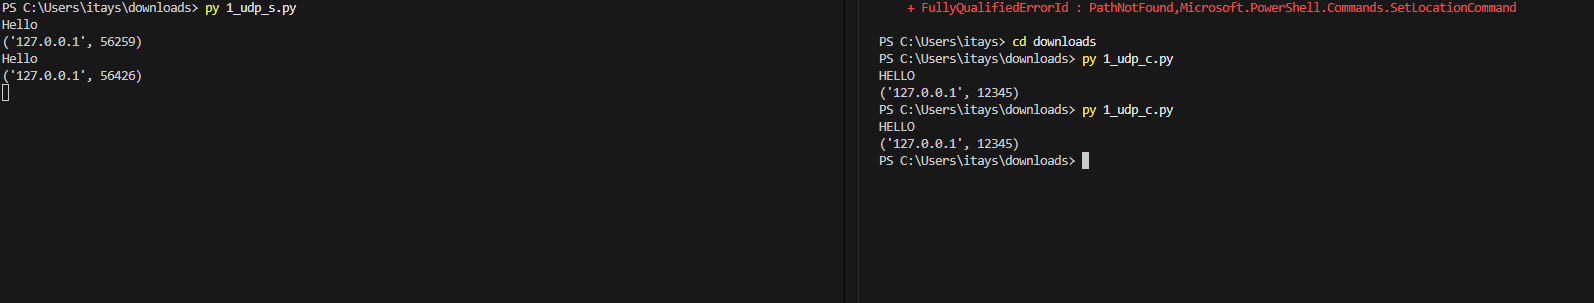 PS C:\Users\itays\downloads> py 1_udp_s.py
Hello
('127.0.0.1', 56259)
Hello
('127.0.0.1', 56426)
+ FullyQualifiedErrorId : PathNotFound,Microsoft.PowerShell.Commands.SetLocationCommand
PS C:\Users\itays> cd downloads
PS C:\Users\itays\downloads> py 1_udp_c.py
HELLO
('127.0.0.1', 12345)
PS C:\Users\itays\downloads> py 1_udp_c.py
HELLO
('127.0.0.1', 12345)
PS C:\Users\itays\downloads>